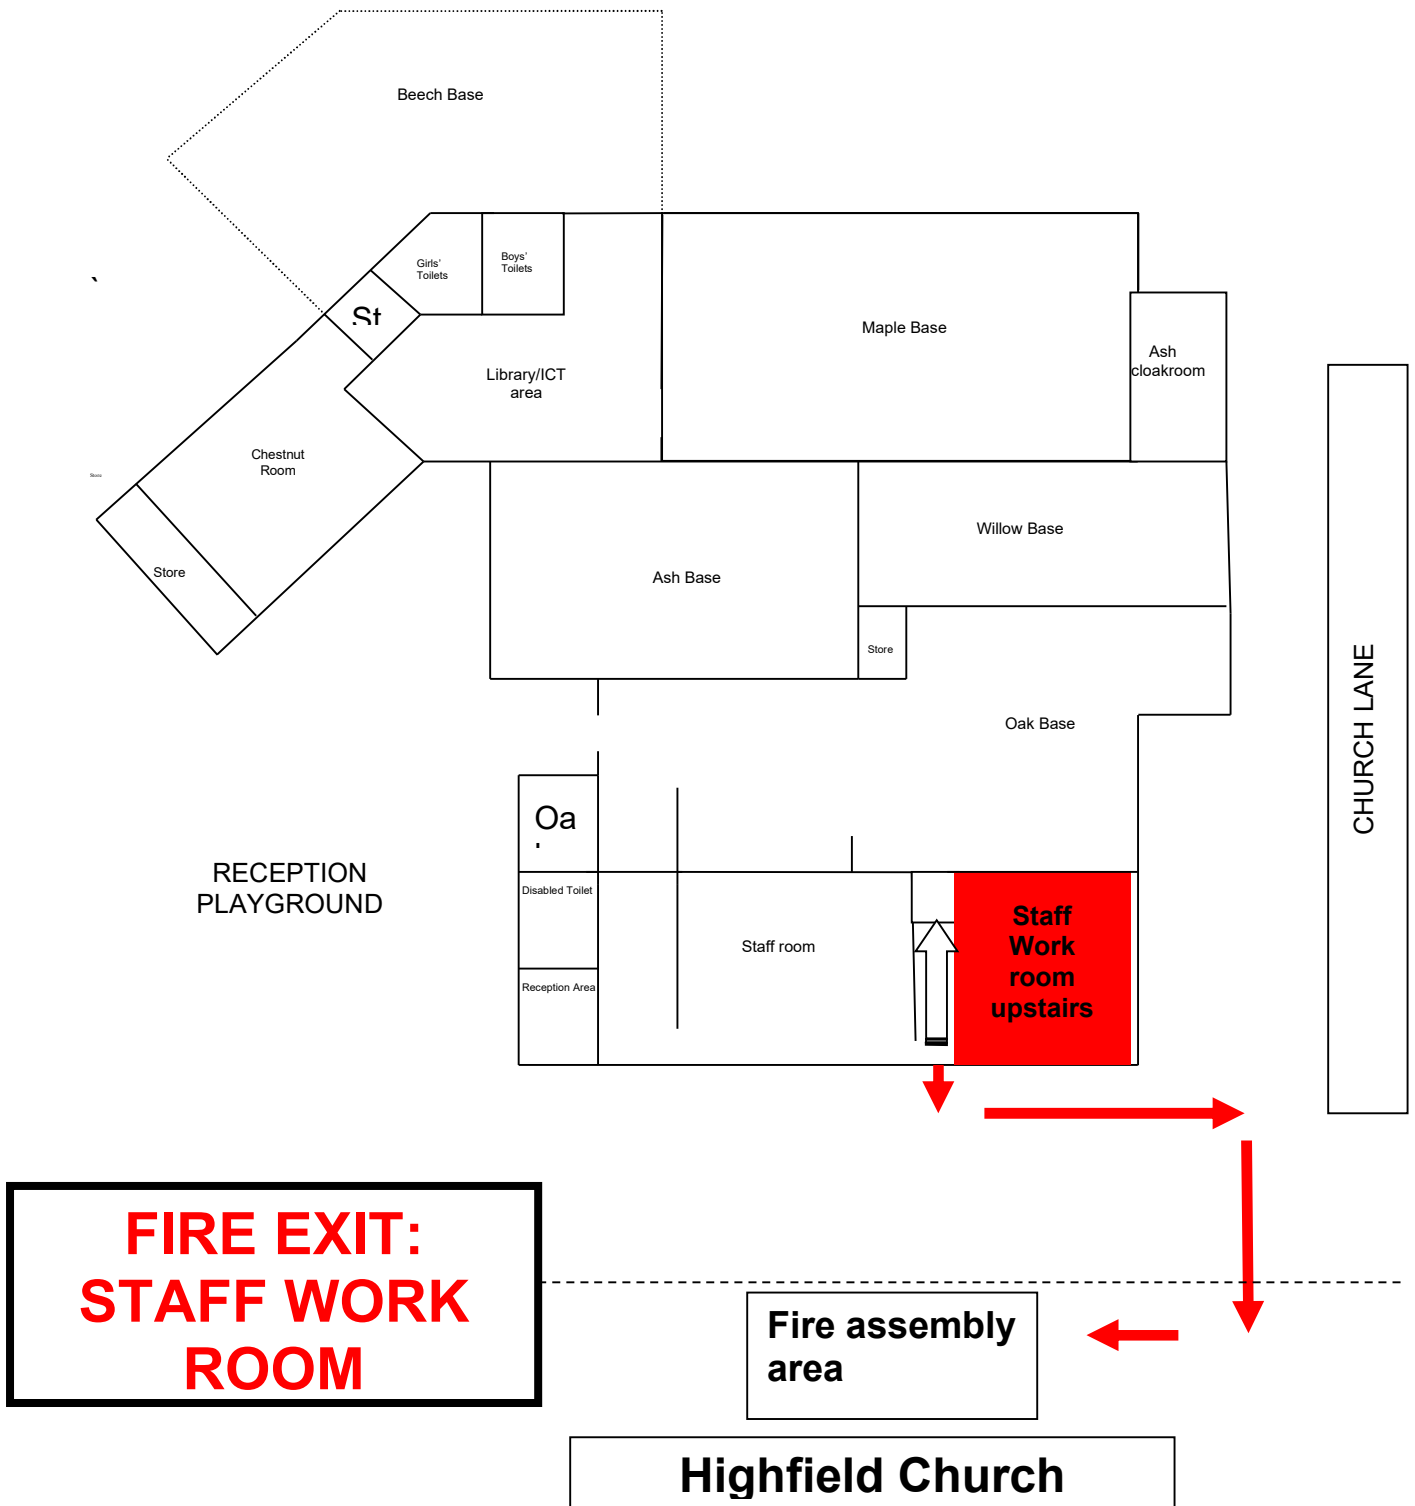 Beech Base
Girls'
Toilets
Boys'
Toilets
St
Maple Base
Ash
cloakroom
Library/ICT
area
Chestnut
Room
Store
Store
Willow Base
Ash Base
Store
Oak Base
CHURCH LANE
Oa
RECEPTION
PLAYGROUND
Disabled Toilet
Staff room
Reception Area
Staff
Work
room
upstairs
FIRE EXIT:
STAFF WORK
ROOM
Fire assembly
area
Highfield Church